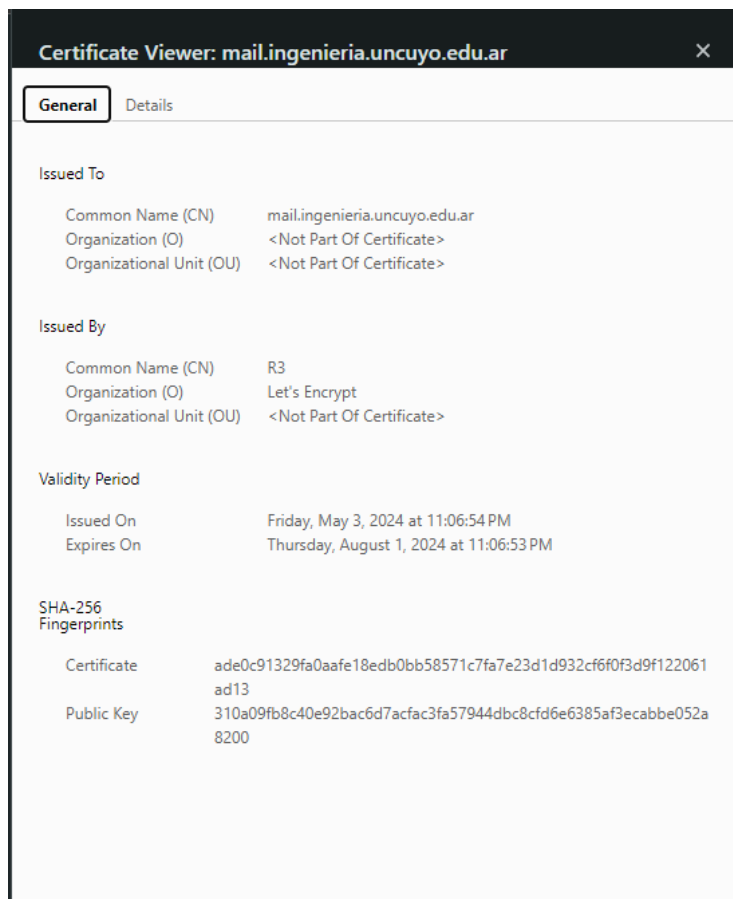 Certificate Viewer: mail.ingenieria.uncuyo.edu.ar ×
General Details
Issued To
Common Name (CN) mail.ingenieria.uncuyo.edu.ar
Organization (O) <Not Part Of Certificate>
Organizational Unit (OU) <Not Part Of Certificate>
Issued By
Common Name (CN) R3
Organization (O) Let's Encrypt
Organizational Unit (OU) <Not Part Of Certificate>
Validity Period
Issued On Friday, May 3, 2024 at 11:06:54 PM
Expires On Thursday, August 1, 2024 at 11:06:53 PM
SHA-256
Fingerprints
Certificate ade0c91329fa0aafe18edb0bb58571c7fa7e23d1d932cf6f0f3d9f122061
ad13
Public Key 310a09fb8c40e92bac6d7acfac3fa57944dbc8cfd6e6385af3ecabbe052a
8200